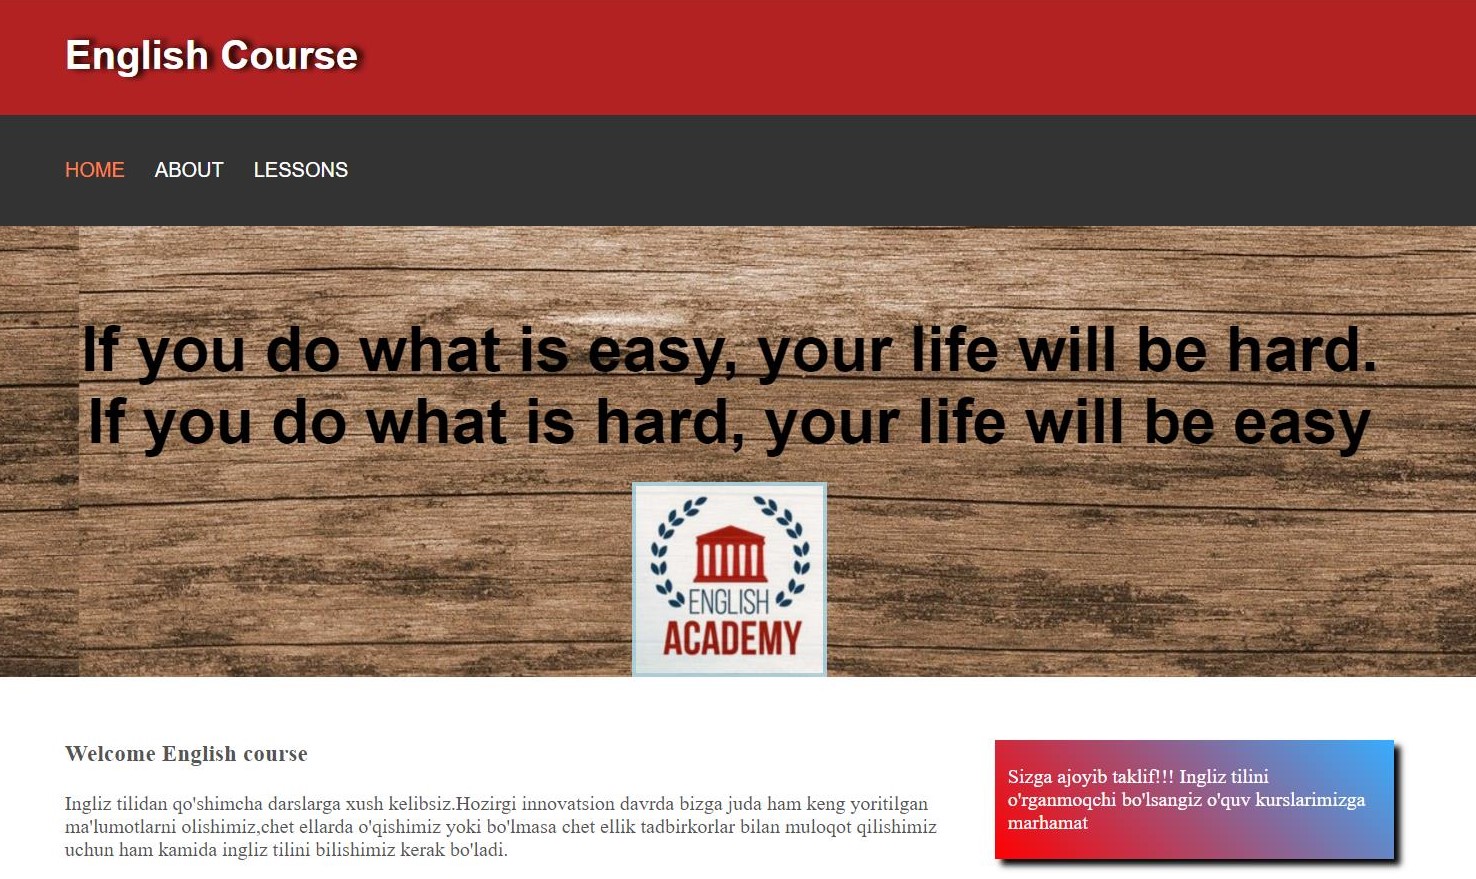 English Course
HOME ABOUT LESSONS
If you do what is easy, your life will be hard.
If you do what is hard, your life will be easy
ENGLISH
ACADEMY
Welcome English course
Ingliz tilidan qo'shimcha darslarga xush kelibsiz.Hozirgi innovatsion davrda bizga juda ham keng yoritilgan
ma'lumotlarni olishimiz,chet ellarda o'qishimiz yoki bo'lmasa chet ellik tadbirkorlar bilan muloqot qilishimiz
uchun ham kamida ingliz tilini bilishimiz kerak bo'ladi.
Sizga ajoyib taklif!!! Ingliz tilini
o'rganmoqchi bo'lsangiz o'quv kurslarimizga
marhamat